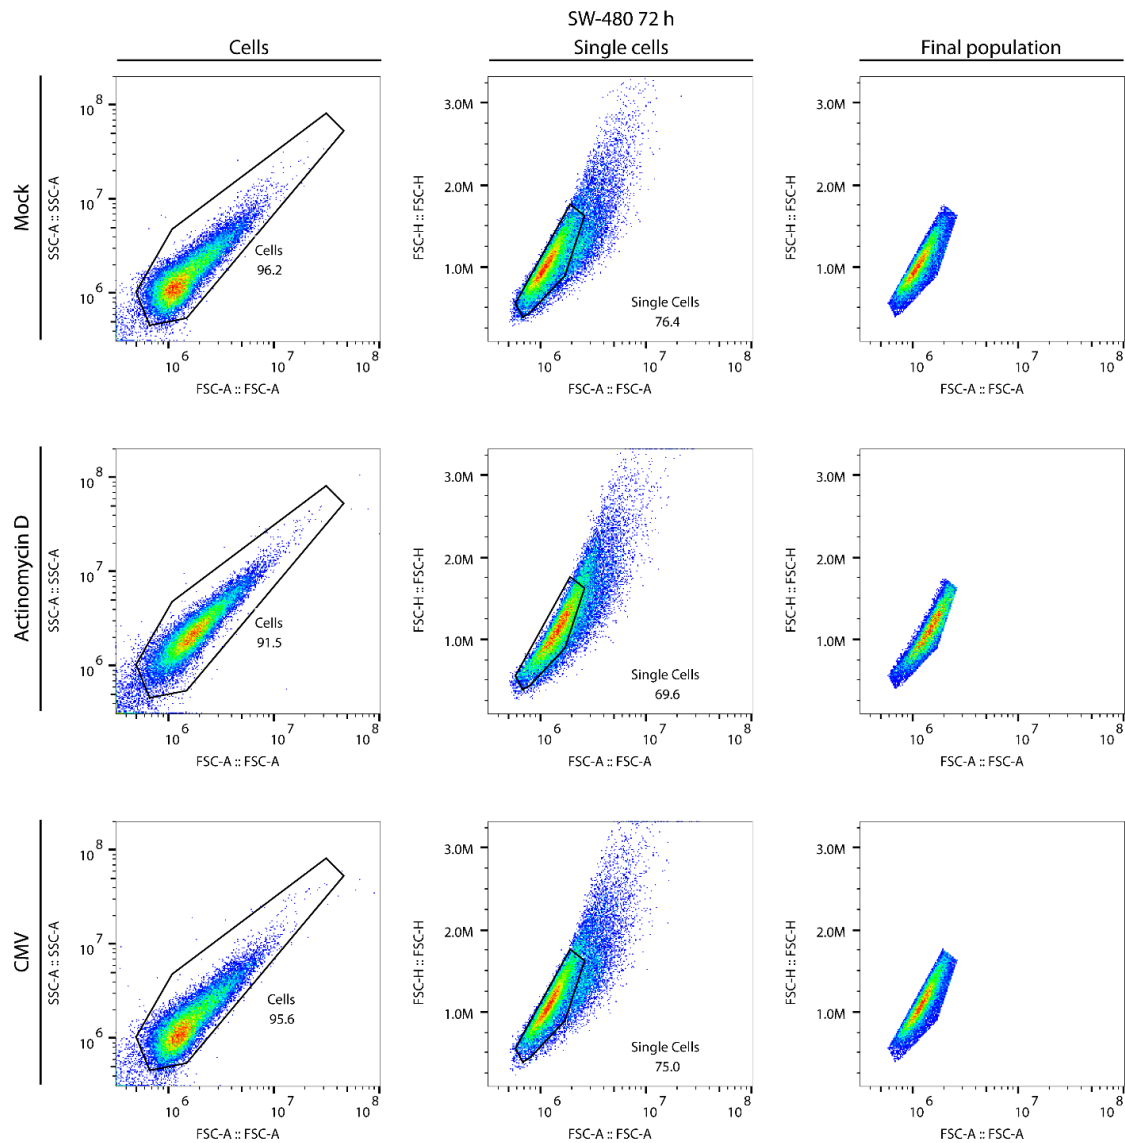 SW-480 72 h
Cells Single cells Final population
Mock
SSC-A :: SSC-A
10^8
10^7
10^6
Cells
96.2
10^6 10^7 10^8
FSC-A :: FSC-A
FSC-H :: FSC-H
3.0M
2.0M
1.0M
Single Cells
76.4
10^6 10^7 10^8
FSC-A :: FSC-A
FSC-H :: FSC-H
3.0M
2.0M
1.0M
10^6 10^7 10^8
FSC-A :: FSC-A
Actinomycin D
SSC-A :: SSC-A
10^8
10^7
10^6
Cells
91.5
10^6 10^7 10^8
FSC-A :: FSC-A
FSC-H :: FSC-H
3.0M
2.0M
1.0M
Single Cells
69.6
10^6 10^7 10^8
FSC-A :: FSC-A
FSC-H :: FSC-H
3.0M
2.0M
1.0M
10^6 10^7 10^8
FSC-A :: FSC-A
CMV
SSC-A :: SSC-A
10^8
10^7
10^6
Cells
95.6
10^6 10^7 10^8
FSC-A :: FSC-A
FSC-H :: FSC-H
3.0M
2.0M
1.0M
Single Cells
75.0
10^6 10^7 10^8
FSC-A :: FSC-A
FSC-H :: FSC-H
3.0M
2.0M
1.0M
10^6 10^7 10^8
FSC-A :: FSC-A